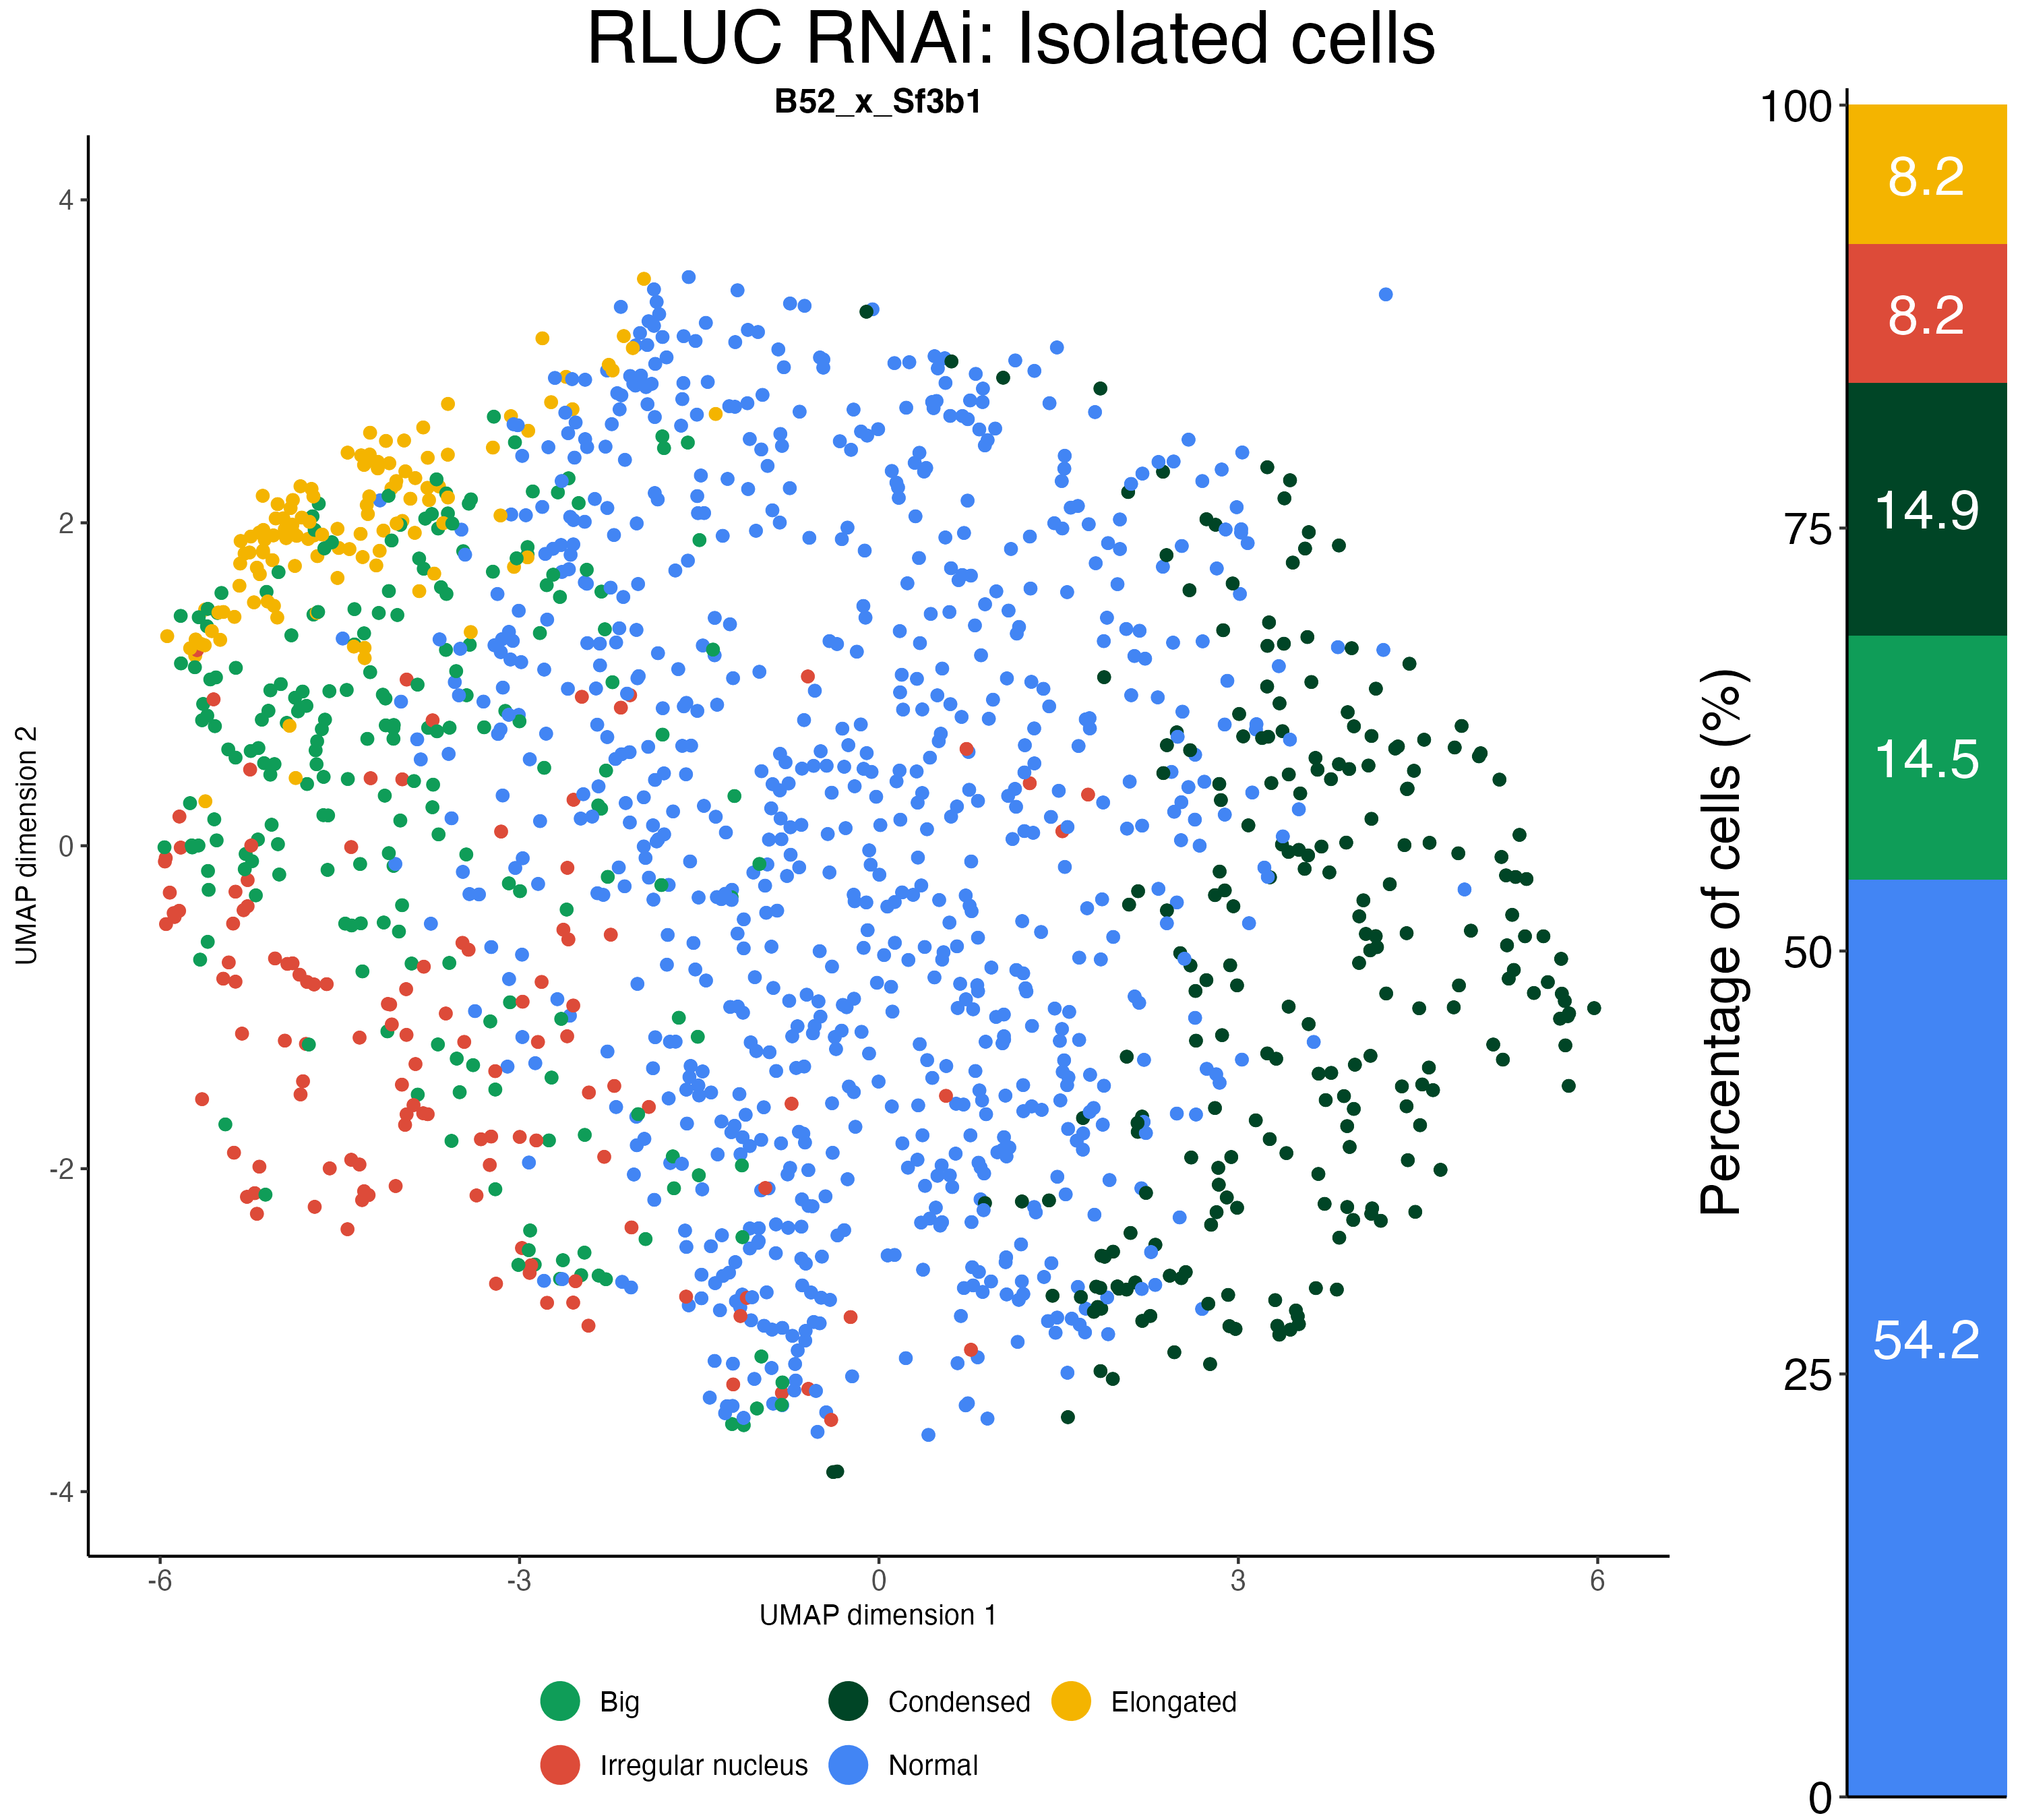 RLUC RNAi: Isolated cells
B52_x_Sf3b1
UMAP dimension 2
4
2
0
-2
-4
-6
-3
0
3
6
UMAP dimension 1
Big
Condensed
Elongated
Irregular nucleus
Normal
Percentage of cells (%)
100
75
50
25
0
8.2
8.2
14.9
14.5
54.2